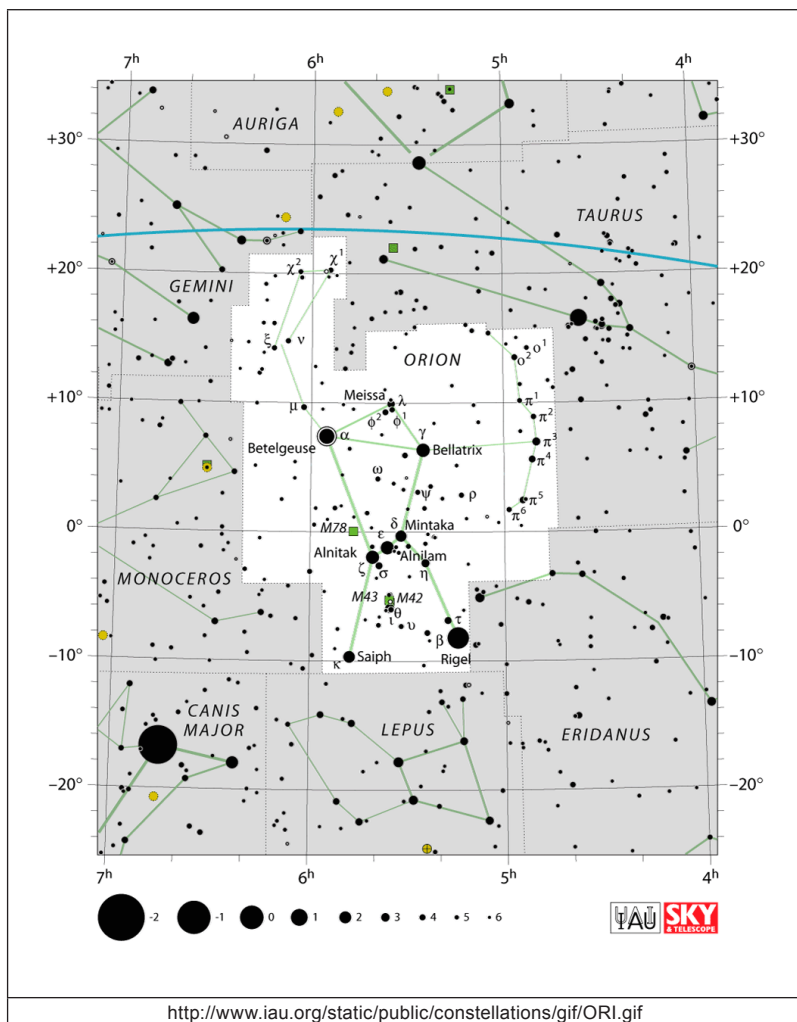 7h 6h 5h 4h
AURIGA
+30° +30°
TAURUS
+20° χ2 χ1 +20°
GEMINI
ξ ν ORION ο2 ο1
+10° Meissa λ π1 +10°
μ φ2 φ1 π2
α γ π3
Betelgeuse Bellatrix π4
ω
ψ ρ π5
π6
0° M78 δ Mintaka 0°
ε
Alnitak Alnilam
ζ σ η
MONOCEROS
M43 M42
θ
ι υ τ
β
-10° κ Saiph Rigel -10°
CANIS
MAJOR LEPUS ERIDANUS
-20° -20°
7h 6h 5h 4h
-2 -1 0 1 2 3 4 5 6
IAU SKY
& TELESCOPE
http://www.iau.org/static/public/constellations/gif/ORI.gif